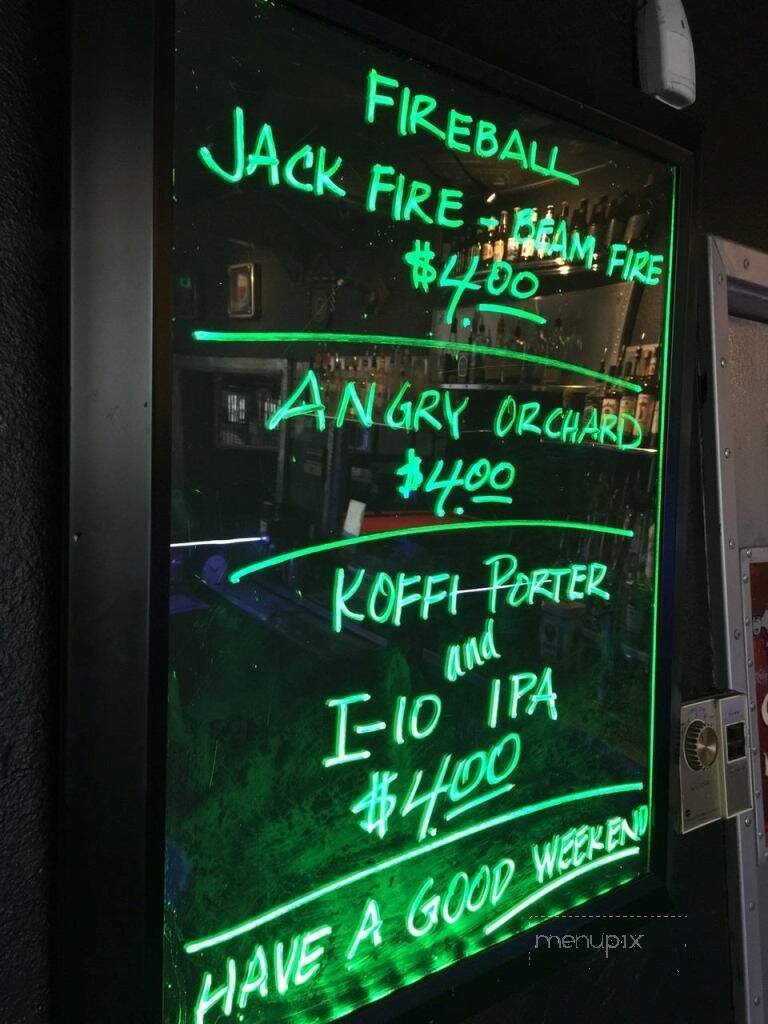 FIREBALL
JACK FIRE - BEAM FIRE
$4.00
ANGRY ORCHARD
$4.00
KOFFI PORTER
and
I-10 IPA
$4.00
HAVE A GOOD WEEKEND
menupix